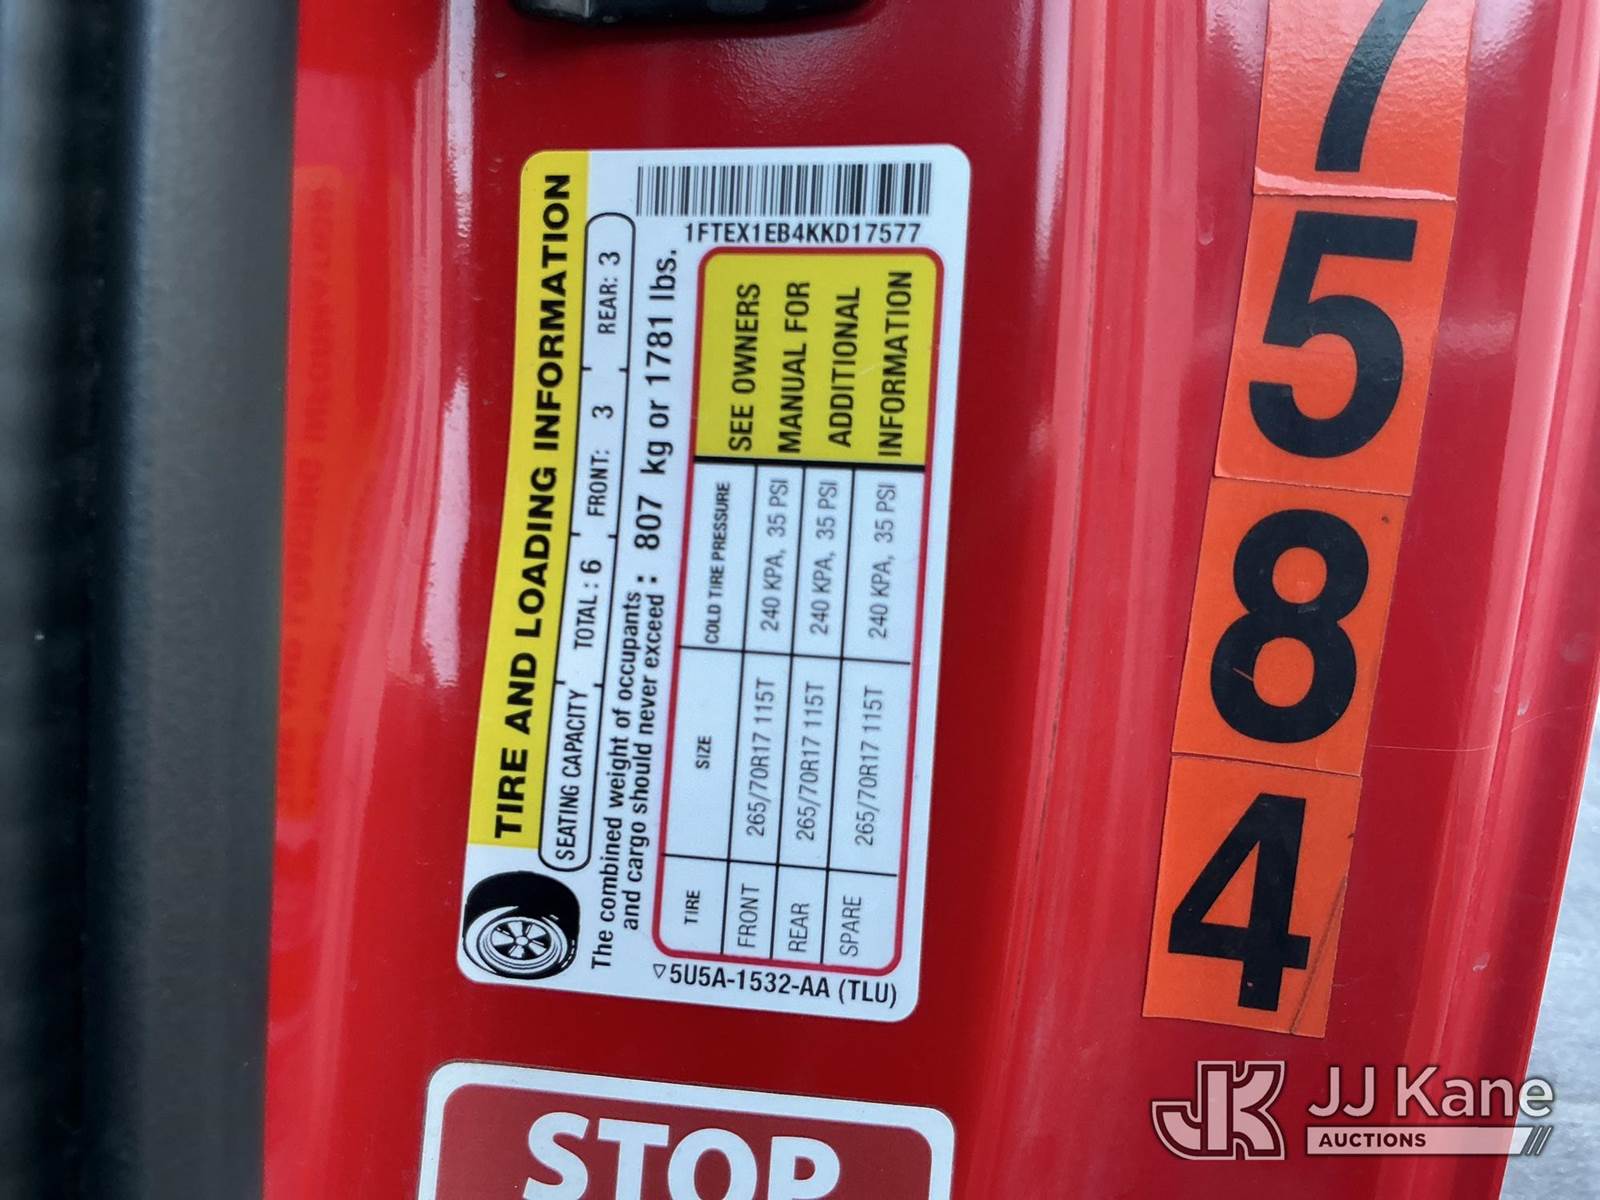 1FTEX1EB4KKD17577
TIRE AND LOADING INFORMATION
SEATING CAPACITY TOTAL : 6 FRONT: 3 REAR: 3
The combined weight of occupants
and cargo should never exceed : 807 kg or 1781 lbs.
TIRE SIZE COLD TIRE PRESSURE
FRONT 265/70R17 115T 240 KPA, 35 PSI
REAR 265/70R17 115T 240 KPA, 35 PSI
SPARE 265/70R17 115T 240 KPA, 35 PSI
SEE OWNERS
MANUAL FOR
ADDITIONAL
INFORMATION
5U5A-1532-AA (TLU)
7
5
8
4
STOP
JK JJ Kane
AUCTIONS